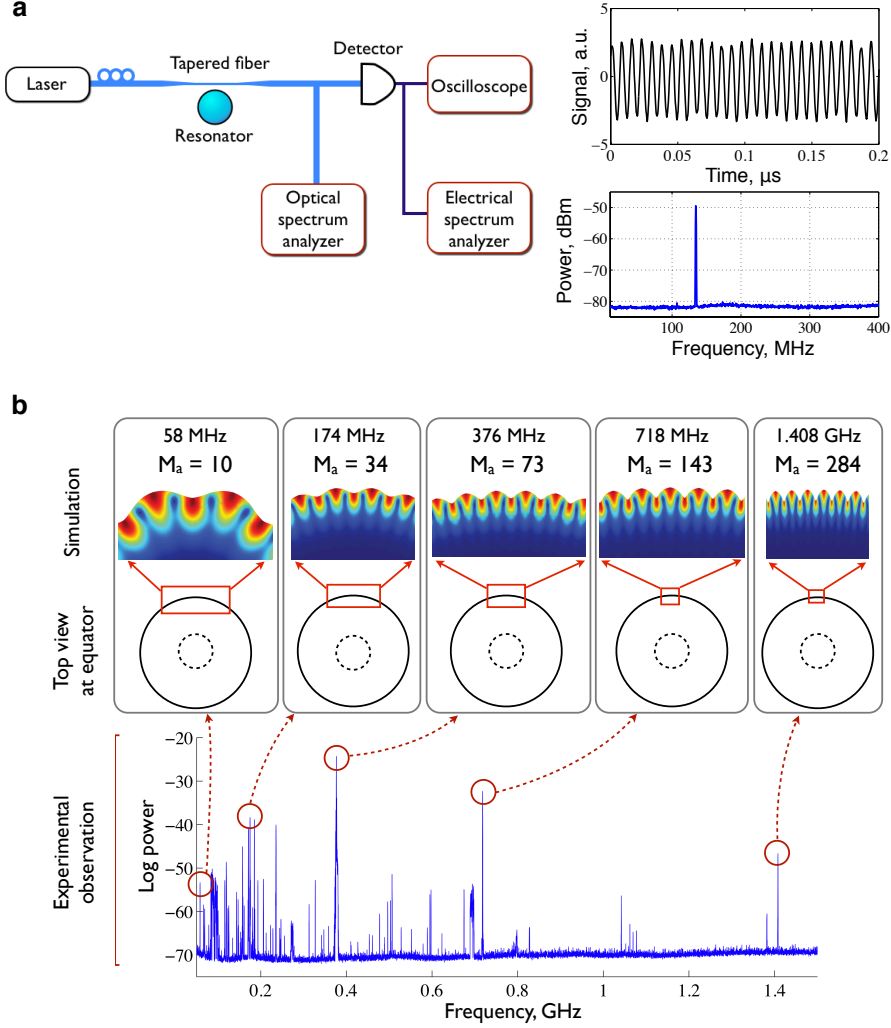 a
Laser
Tapered fiber
Resonator
Detector
Oscilloscope
Optical
spectrum
analyzer
Electrical
spectrum
analyzer
Signal, a.u.
5
0
−5
0
0.05
0.1
0.15
0.2
Time, µs
Power, dBm
−50
−60
−70
−80
100
200
300
400
Frequency, MHz
b
Simulation
58 MHz
Ma = 10
174 MHz
Ma = 34
376 MHz
Ma = 73
718 MHz
Ma = 143
1.408 GHz
Ma = 284
Top view
at equator
Experimental
observation
Log power
−20
−30
−40
−50
−60
−70
0.2
0.4
0.6
0.8
1
1.2
1.4
Frequency, GHz